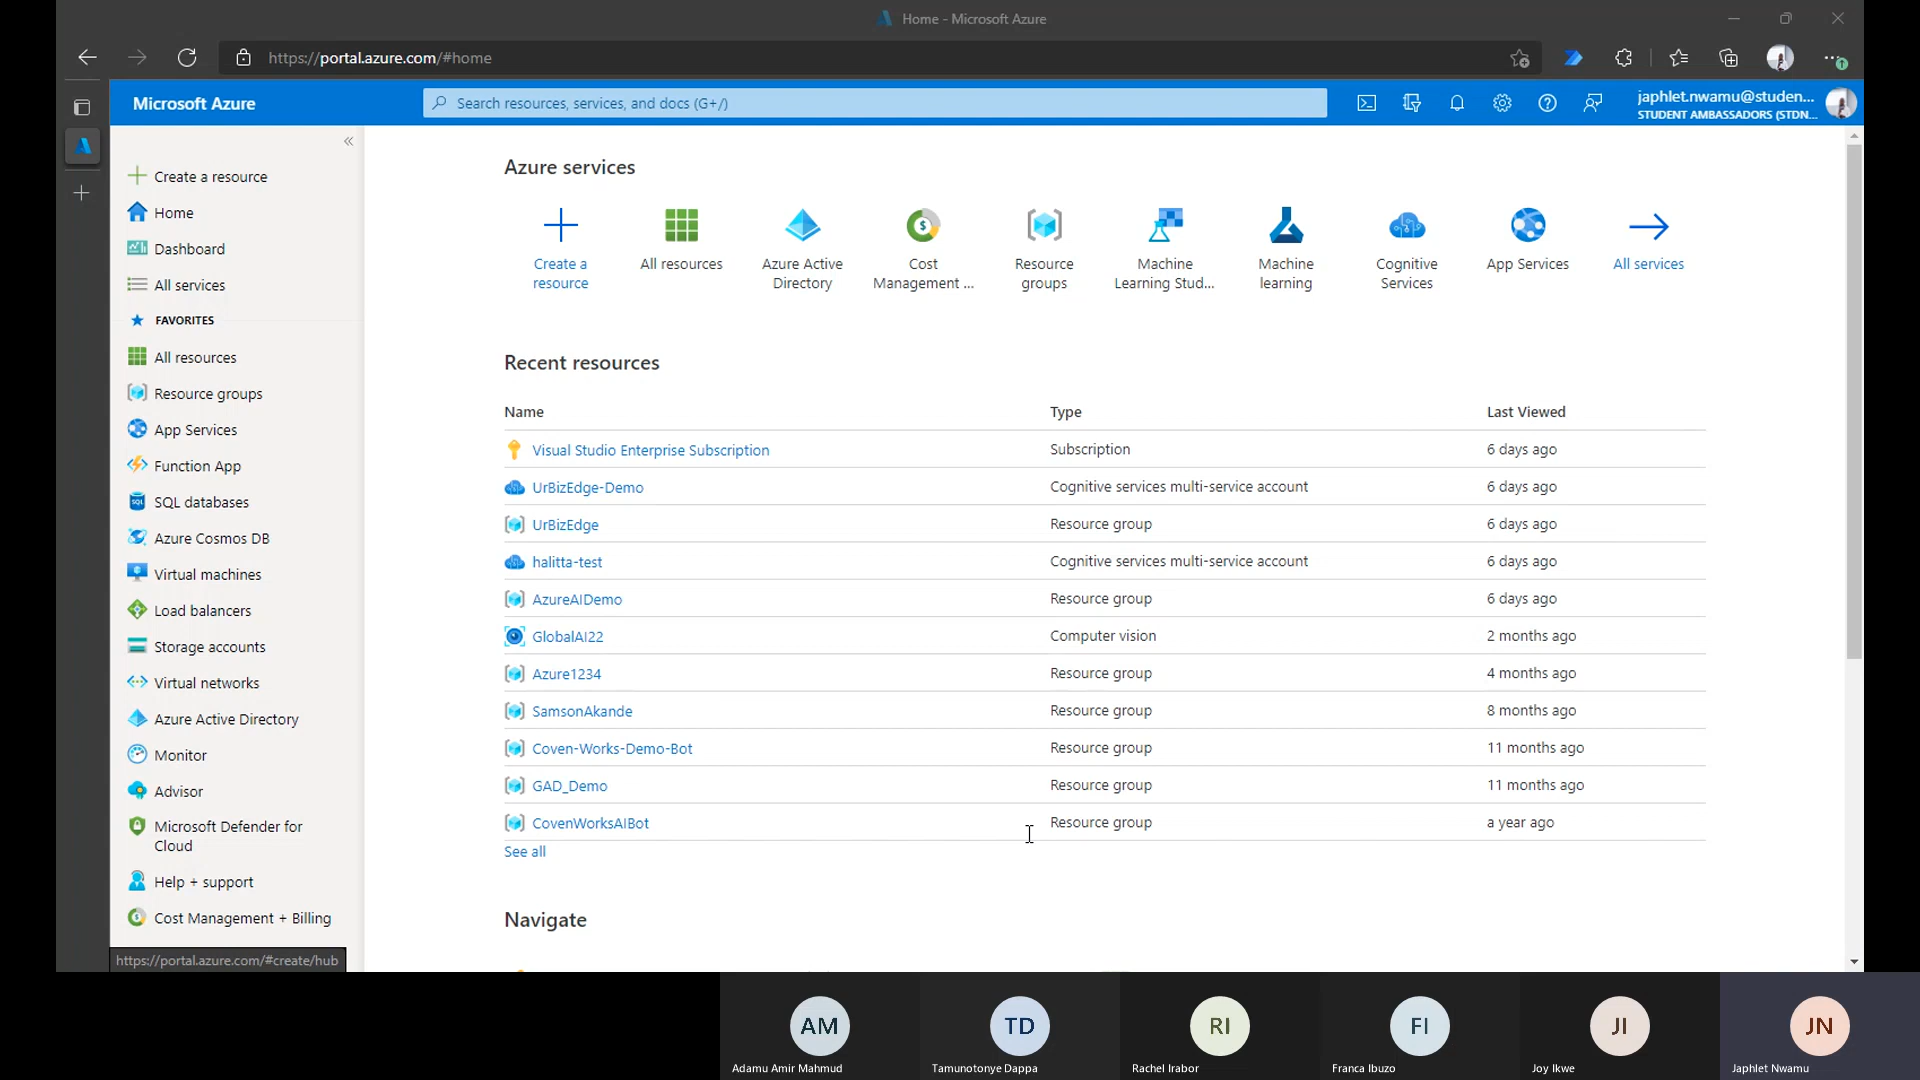 Home - Microsoft Azure
https://portal.azure.com/#home
Microsoft Azure
Search resources, services, and docs (G+/)
japhlet.nwamu@studen...
STUDENT AMBASSADORS (STDN...
Create a resource
Home
Dashboard
All services
FAVORITES
All resources
Resource groups
App Services
Function App
SQL databases
Azure Cosmos DB
Virtual machines
Load balancers
Storage accounts
Virtual networks
Azure Active Directory
Monitor
Advisor
Microsoft Defender for
Cloud
Help + support
Cost Management + Billing
https://portal.azure.com/#create/hub
Azure services
Create a
resource
All resources
Azure Active
Directory
Cost
Management ...
Resource
groups
Machine
Learning Stud...
Machine
learning
Cognitive
Services
App Services
All services
Recent resources
Name Type Last Viewed
Visual Studio Enterprise Subscription Subscription 6 days ago
UrBizEdge-Demo Cognitive services multi-service account 6 days ago
UrBizEdge Resource group 6 days ago
halitta-test Cognitive services multi-service account 6 days ago
AzureAIDemo Resource group 6 days ago
GlobalAI22 Computer vision 2 months ago
Azure1234 Resource group 4 months ago
SamsonAkande Resource group 8 months ago
Coven-Works-Demo-Bot Resource group 11 months ago
GAD_Demo Resource group 11 months ago
CovenWorksAIBot Resource group a year ago
See all
Navigate
AM
Adamu Amir Mahmud
TD
Tamunotonye Dappa
RI
Rachel Irabor
FI
Franca Ibuzo
JI
Joy Ikwe
JN
Japhlet Nwamu